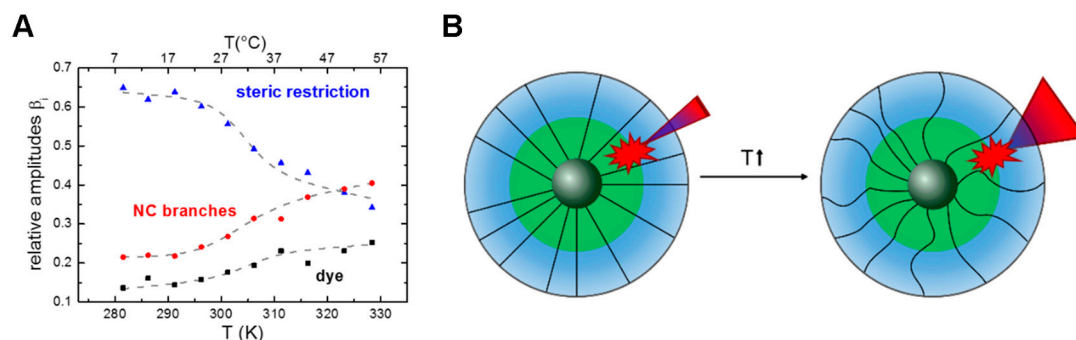 A
B
T(°C)
7 17 27 37 47 57
0.7
0.6
0.5
0.4
0.3
0.2
0.1
relative amplitudes βi
steric restriction
NC branches
dye
280 290 300 310 320 330
T (K)
T↑